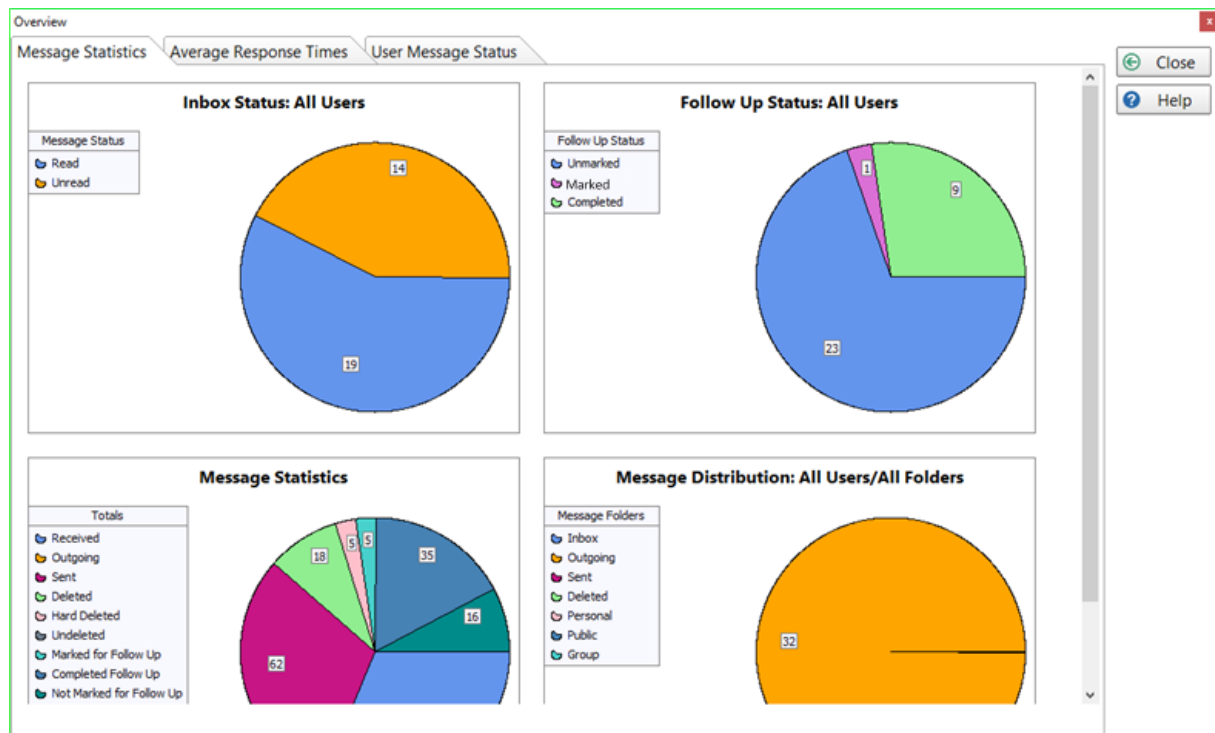 Overview
x
Message Statistics
Average Response Times
User Message Status
Close
Help
Inbox Status: All Users
Message Status
Read
Unread
14
19
Follow Up Status: All Users
Follow Up Status
Unmarked
Marked
Completed
1
9
23
Message Statistics
Totals
Received
Outgoing
Sent
Deleted
Hard Deleted
Undeleted
Marked for Follow Up
Completed Follow Up
Not Marked for Follow Up
18
5
5
35
16
62
Message Distribution: All Users/All Folders
Message Folders
Inbox
Outgoing
Sent
Deleted
Personal
Public
Group
32